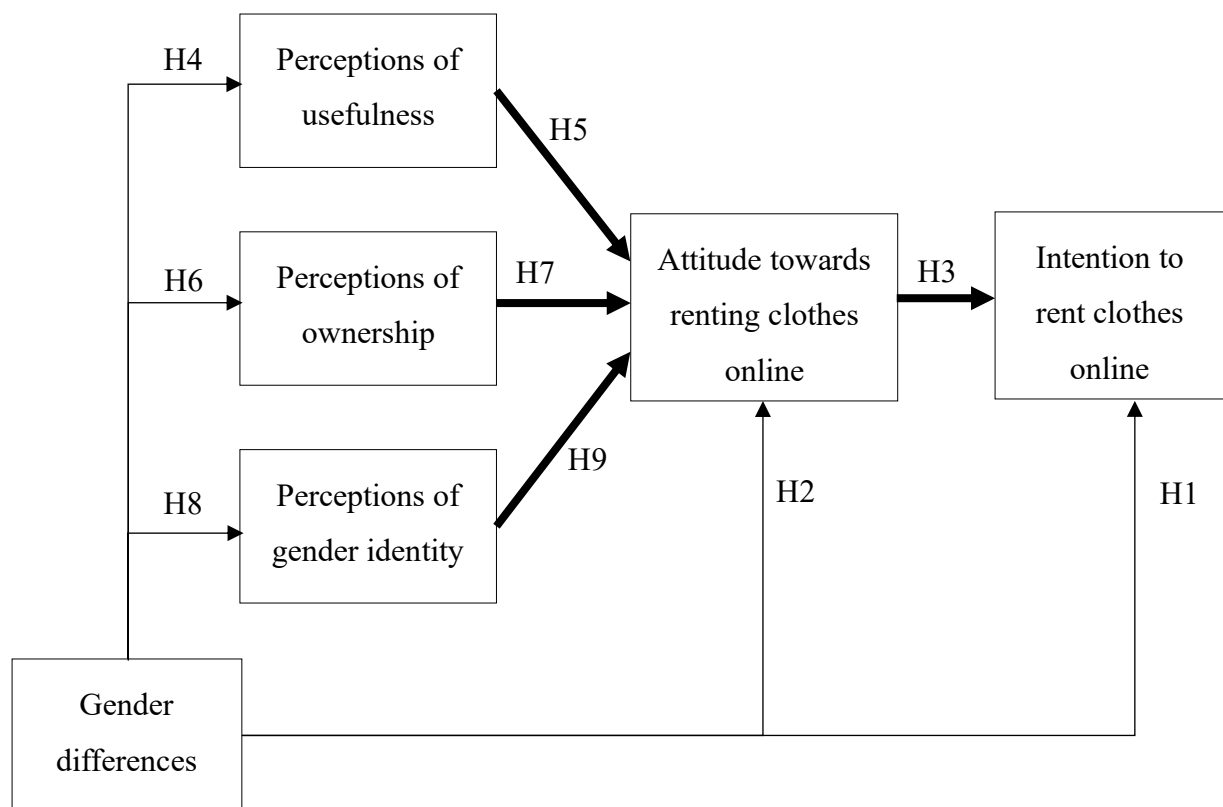 H4
Perceptions of
usefulness
H5
H6
Perceptions of
ownership
H7
Attitude towards
renting clothes
online
H3
Intention to
rent clothes
online
H8
Perceptions of
gender identity
H9
H2
H1
Gender
differences